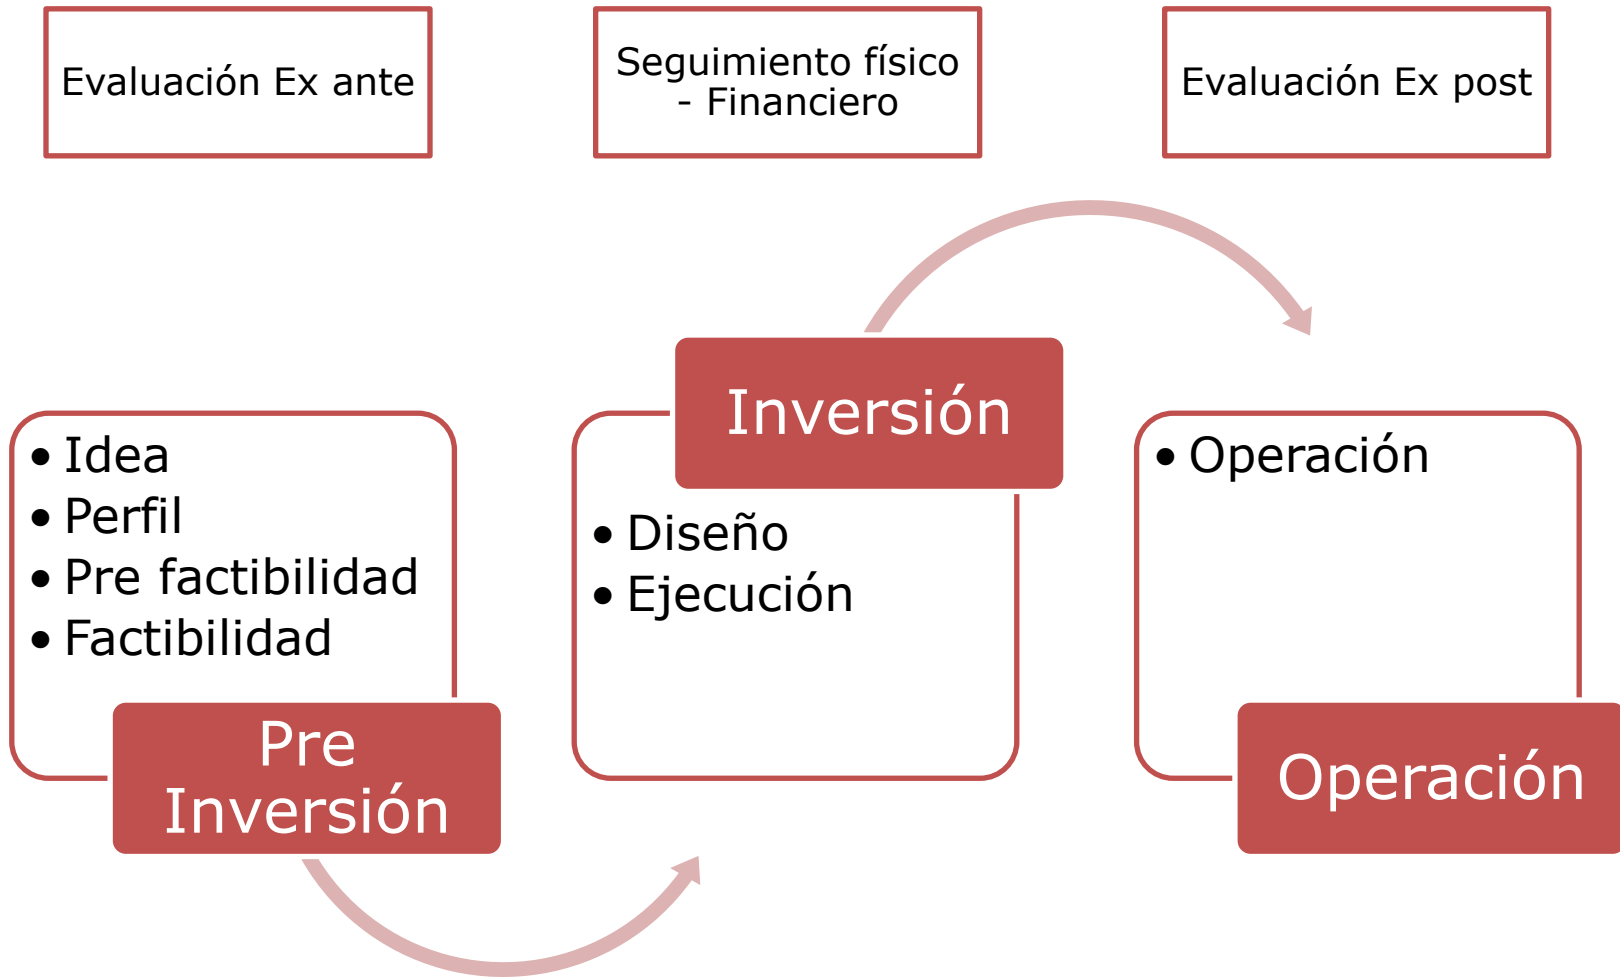 Evaluación Ex ante
Seguimiento físico
- Financiero
Evaluación Ex post
• Idea
• Perfil
• Pre factibilidad
• Factibilidad
Pre
Inversión
Inversión
• Diseño
• Ejecución
• Operación
Operación